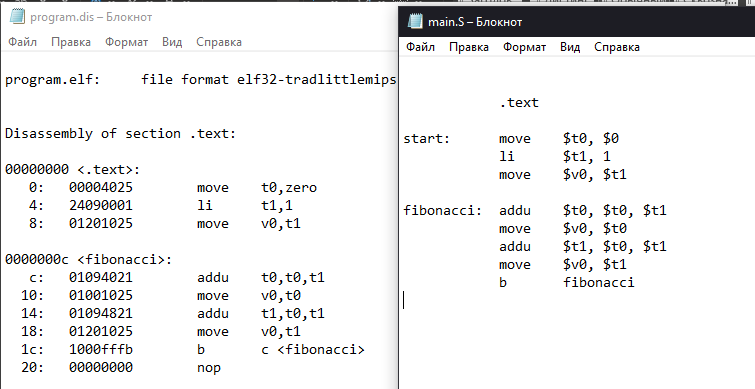 program.dis – Блокнот
Файл Правка Формат Вид Справка
program.elf:     file format elf32-tradlittlemips
Disassembly of section .text:
00000000 <.text>:
   0:   00004025        move    t0,zero
   4:   24090001        li      t1,1
   8:   01201025        move    v0,t1
0000000c <fibonacci>:
   c:   01094021        addu    t0,t0,t1
  10:   01001025        move    v0,t0
  14:   01094821        addu    t1,t0,t1
  18:   01201025        move    v0,t1
  1c:   1000fffb        b       c <fibonacci>
  20:   00000000        nop
main.S – Блокнот
Файл Правка Формат Вид Справка
            .text
start:      move    $t0, $0
            li      $t1, 1
            move    $v0, $t1
fibonacci:  addu    $t0, $t0, $t1
            move    $v0, $t0
            addu    $t1, $t0, $t1
            move    $v0, $t1
            b       fibonacci